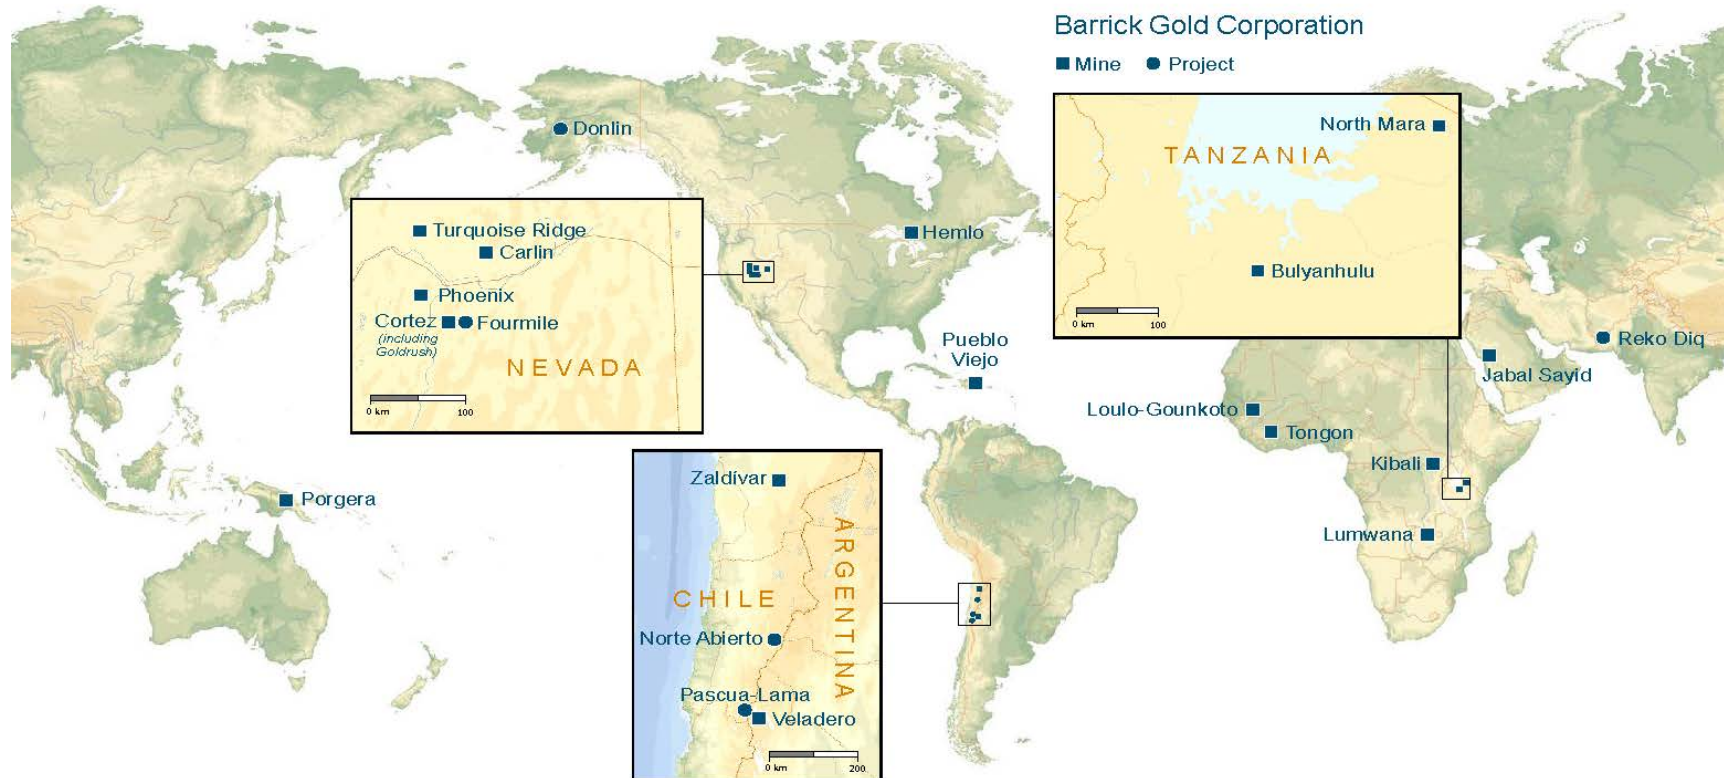 Barrick Gold Corporation
Mine Project
Donlin
North Mara
TANZANIA
Bulyanhulu
0 km 100
Turquoise Ridge
Carlin
Phoenix
Cortez
(including
Goldrush)
Fourmile
NEVADA
0 km 100
Hemlo
Pueblo
Viejo
Reko Diq
Jabal Sayid
Loulo-Gounkoto
Tongon
Kibali
Lumwana
Porgera
Zaldívar
CHILE
ARGENTINA
Norte Abierto
Pascua-Lama
Veladero
0 km 200